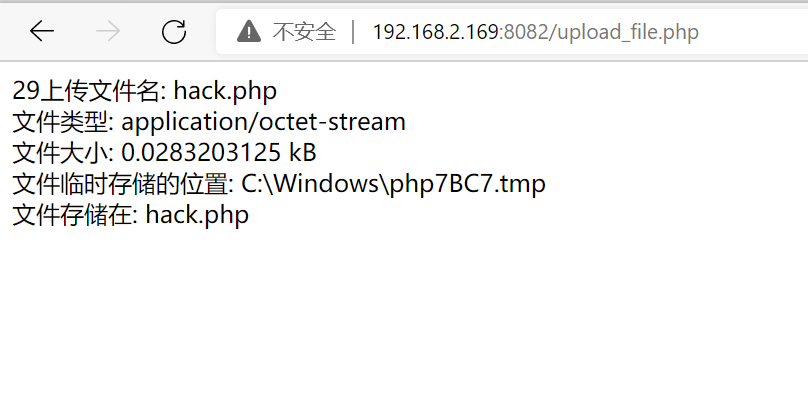 不安全 | 192.168.2.169:8082/upload_file.php
29上传文件名: hack.php
文件类型: application/octet-stream
文件大小: 0.0283203125 kB
文件临时存储的位置: C:\Windows\php7BC7.tmp
文件存储在: hack.php